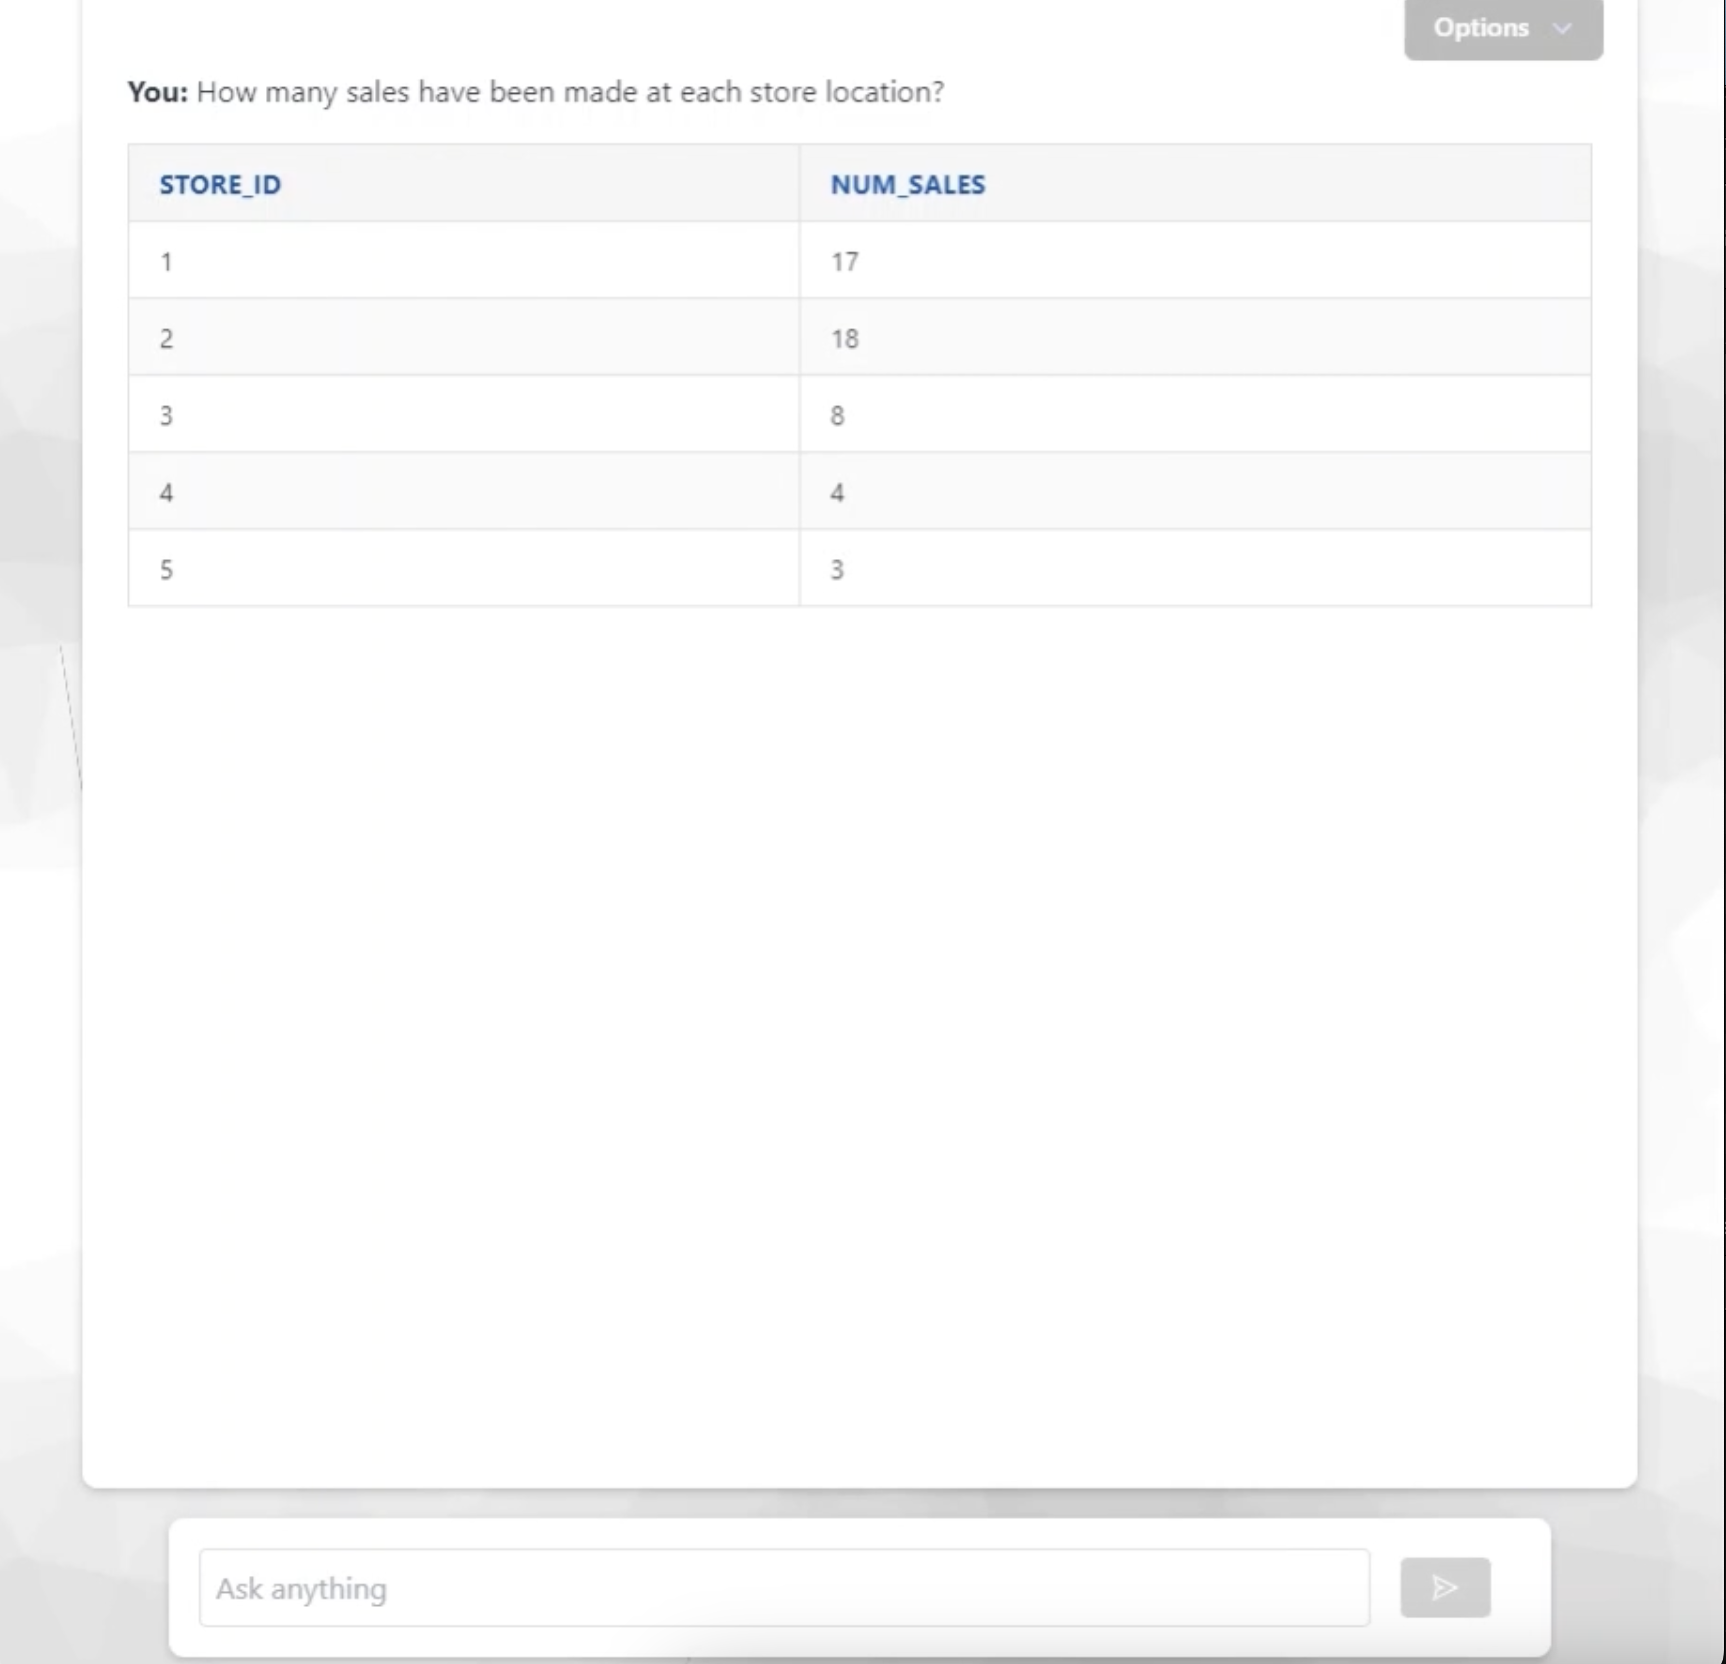 Options
You: How many sales have been made at each store location?
STORE_ID NUM_SALES
1 17
2 18
3 8
4 4
5 3
Ask anything